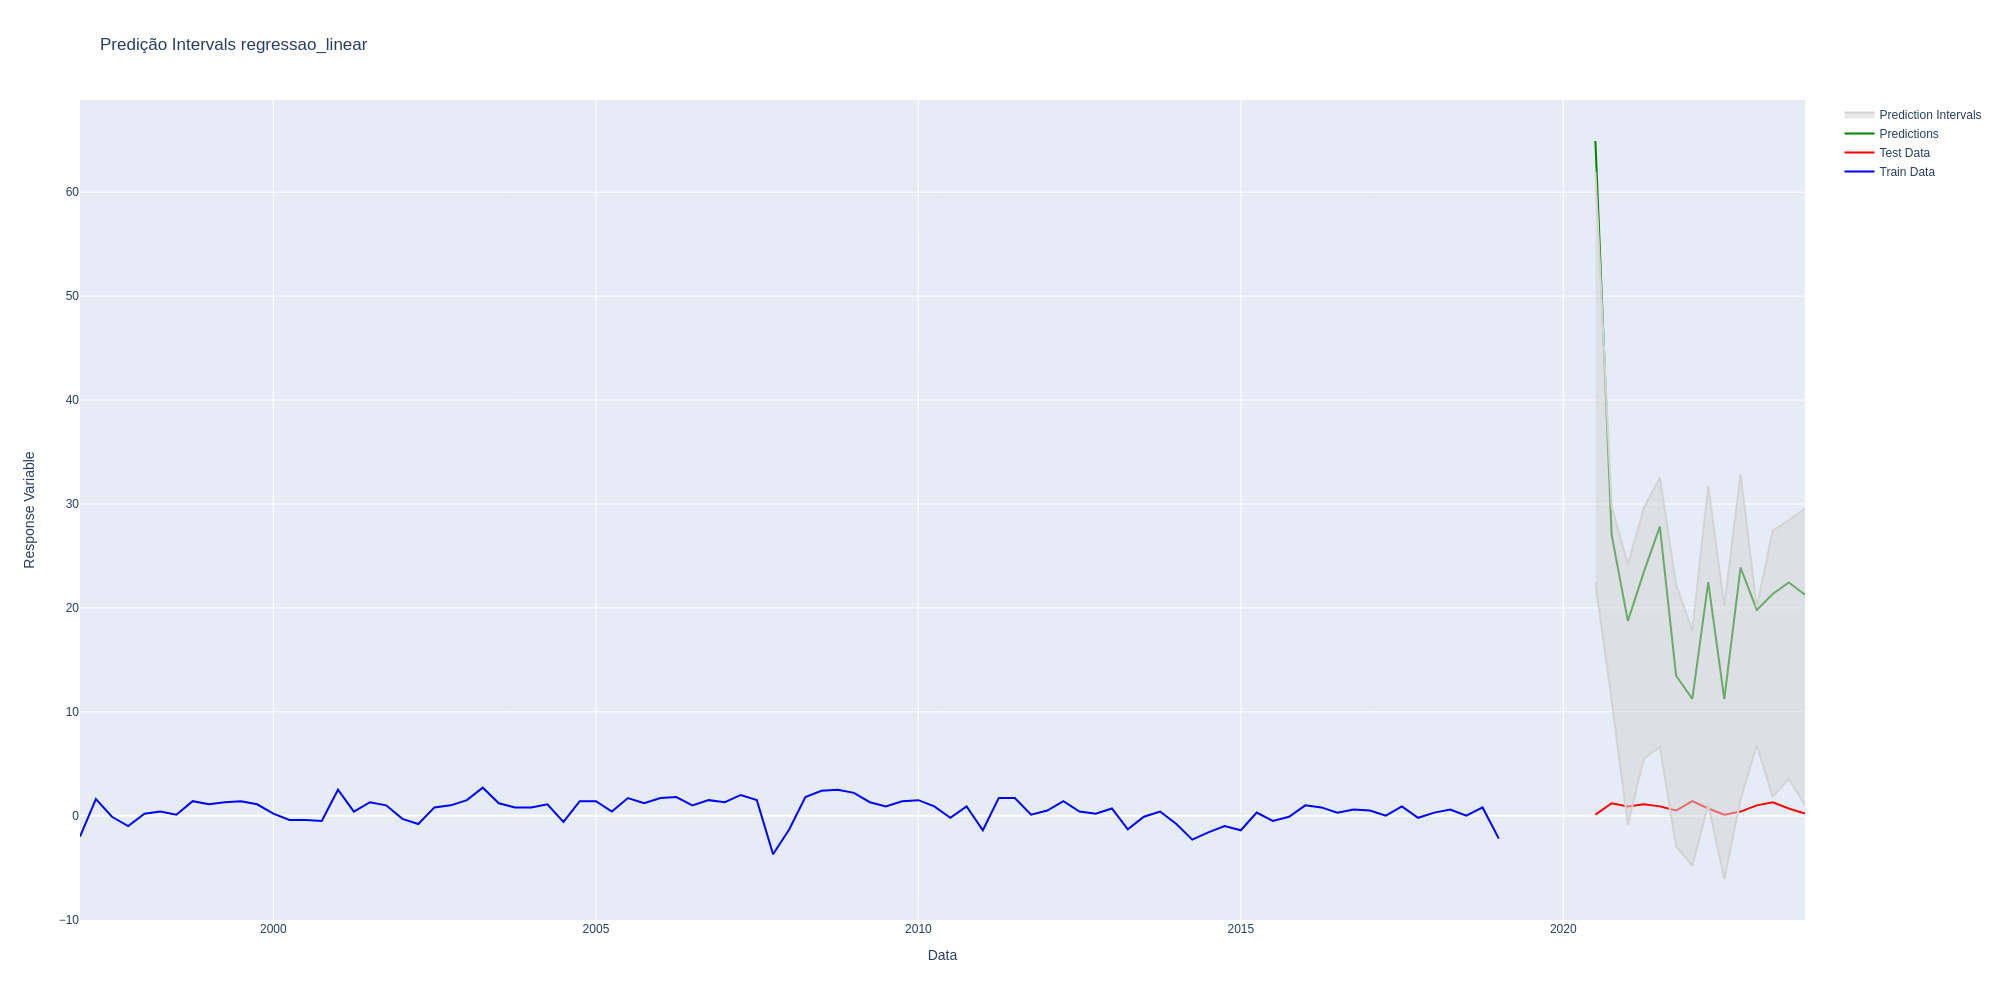 Predição Intervals regressao_linear
Prediction Intervals
Predictions
Test Data
Train Data
Response Variable
60
50
40
30
20
10
0
−10
2000
2005
2010
2015
2020
Data